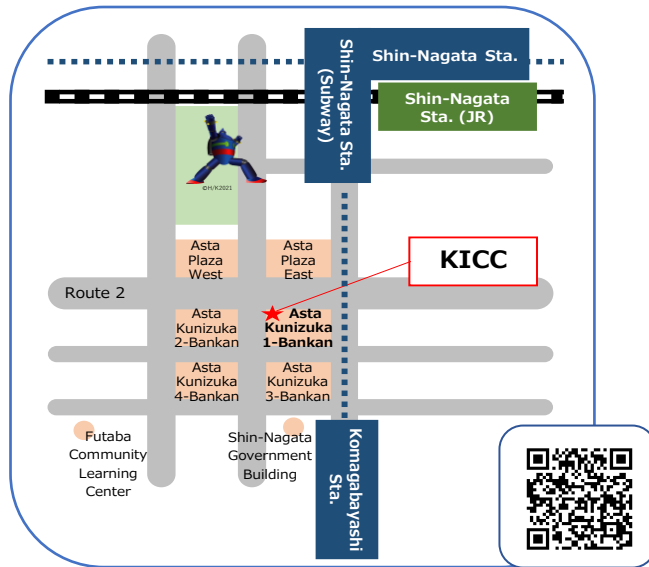 Shin-Nagata Sta.
Shin-Nagata Sta.
(Subway)
Shin-Nagata
Sta. (JR)
©H/K2021
Asta
Plaza
West
Asta
Plaza
East
KICC
Route 2
Asta
Kunizuka
2-Bankan
Asta
Kunizuka
1-Bankan
Asta
Kunizuka
4-Bankan
Asta
Kunizuka
3-Bankan
Futaba
Community
Learning
Center
Shin-Nagata
Government
Building
Komagabayashi
Sta.